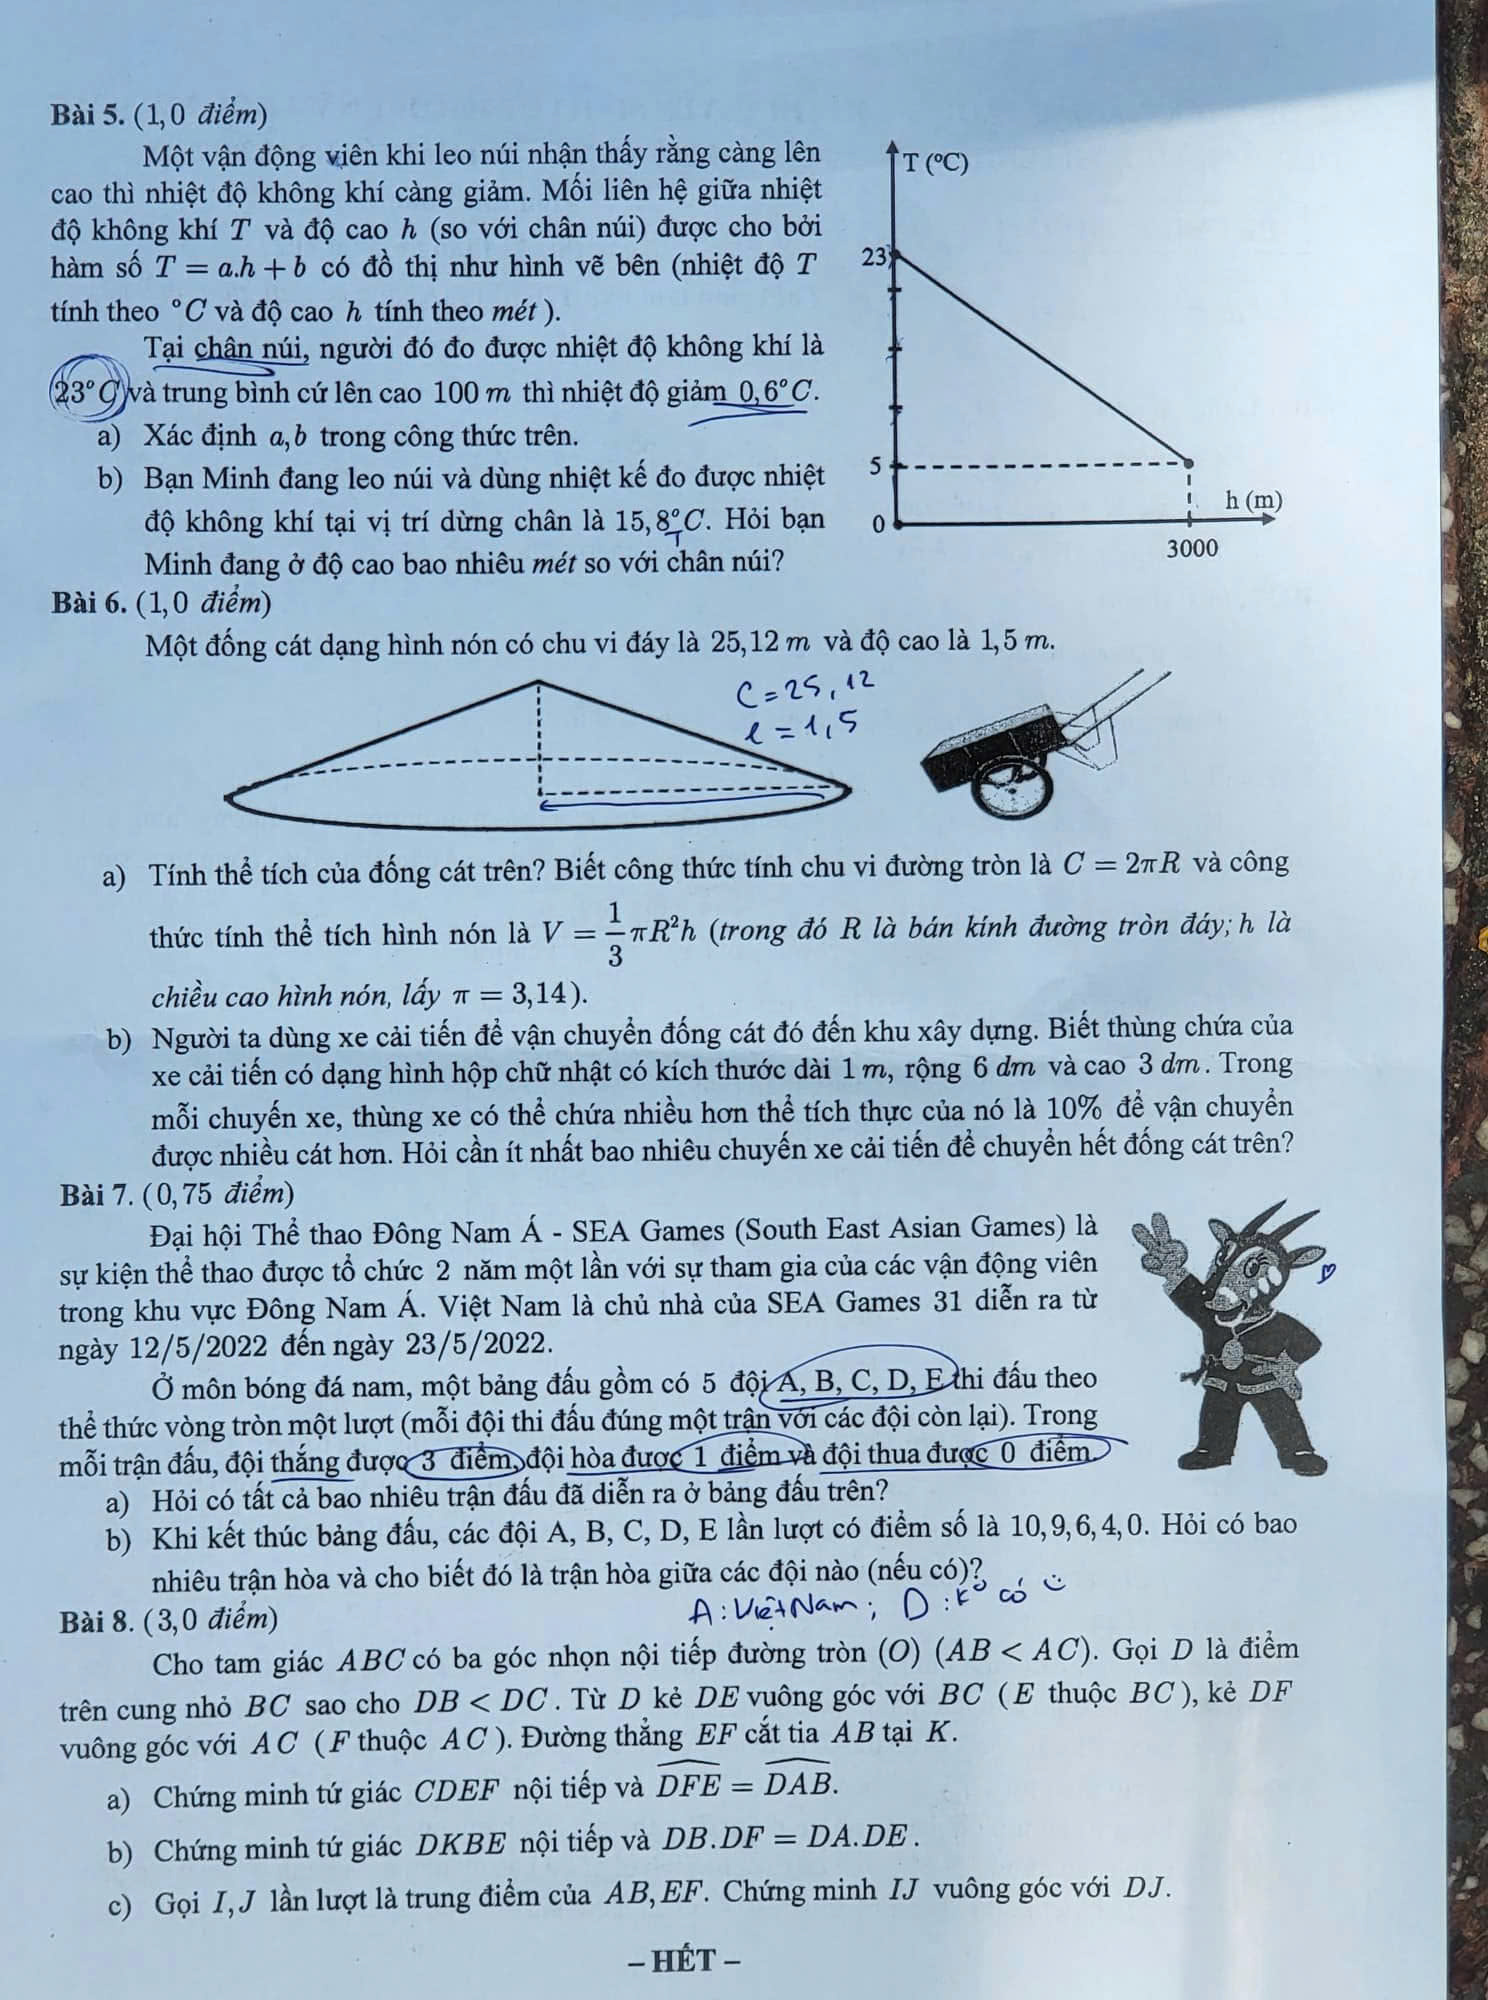 Bài 5. (1,0 điểm)
Một vận động viên khi leo núi nhận thấy rằng càng lên
cao thì nhiệt độ không khí càng giảm. Mối liên hệ giữa nhiệt
độ không khí T và độ cao h (so với chân núi) được cho bởi
hàm số T = a.h + b có đồ thị như hình vẽ bên (nhiệt độ T
tính theo °C và độ cao h tính theo mét ).
Tại chân núi, người đó đo được nhiệt độ không khí là
23°C và trung bình cứ lên cao 100 m thì nhiệt độ giảm 0,6°C.
a) Xác định a,b trong công thức trên.
b) Bạn Minh đang leo núi và dùng nhiệt kế đo được nhiệt
độ không khí tại vị trí dừng chân là 15,8°C. Hỏi bạn
T
Minh đang ở độ cao bao nhiêu mét so với chân núi?
T (°C)
23
5
0
h (m)
3000
Bài 6. (1,0 điểm)
Một đống cát dạng hình nón có chu vi đáy là 25,12 m và độ cao là 1,5 m.
C = 25,12
l = 1,5
a) Tính thể tích của đống cát trên? Biết công thức tính chu vi đường tròn là C = 2πR và công
thức tính thể tích hình nón là V = 1/3 πR²h (trong đó R là bán kính đường tròn đáy; h là
chiều cao hình nón, lấy π = 3,14).
b) Người ta dùng xe cải tiến để vận chuyển đống cát đó đến khu xây dựng. Biết thùng chứa của
xe cải tiến có dạng hình hộp chữ nhật có kích thước dài 1 m, rộng 6 dm và cao 3 dm. Trong
mỗi chuyến xe, thùng xe có thể chứa nhiều hơn thể tích thực của nó là 10% để vận chuyển
được nhiều cát hơn. Hỏi cần ít nhất bao nhiêu chuyến xe cải tiến để chuyển hết đống cát trên?
Bài 7. (0,75 điểm)
Đại hội Thể thao Đông Nam Á - SEA Games (South East Asian Games) là
sự kiện thể thao được tổ chức 2 năm một lần với sự tham gia của các vận động viên
trong khu vực Đông Nam Á. Việt Nam là chủ nhà của SEA Games 31 diễn ra từ
ngày 12/5/2022 đến ngày 23/5/2022.
Ở môn bóng đá nam, một bảng đấu gồm có 5 đội A, B, C, D, E thi đấu theo
thể thức vòng tròn một lượt (mỗi đội thi đấu đúng một trận với các đội còn lại). Trong
mỗi trận đấu, đội thắng được 3 điểm, đội hòa được 1 điểm và đội thua được 0 điểm.
a) Hỏi có tất cả bao nhiêu trận đấu đã diễn ra ở bảng đấu trên?
b) Khi kết thúc bảng đấu, các đội A, B, C, D, E lần lượt có điểm số là 10,9,6,4,0. Hỏi có bao
nhiêu trận hòa và cho biết đó là trận hòa giữa các đội nào (nếu có)?
A: Việt Nam; D: K° có
Bài 8. (3,0 điểm)
Cho tam giác ABC có ba góc nhọn nội tiếp đường tròn (O) (AB < AC). Gọi D là điểm
trên cung nhỏ BC sao cho DB < DC. Từ D kẻ DE vuông góc với BC (E thuộc BC), kẻ DF
vuông góc với AC (F thuộc AC). Đường thẳng EF cắt tia AB tại K.
a) Chứng minh tứ giác CDEF nội tiếp và DFE = DAB.
b) Chứng minh tứ giác DKBE nội tiếp và DB.DF = DA.DE.
c) Gọi I,J lần lượt là trung điểm của AB,EF. Chứng minh IJ vuông góc với DJ.
– HẾT –